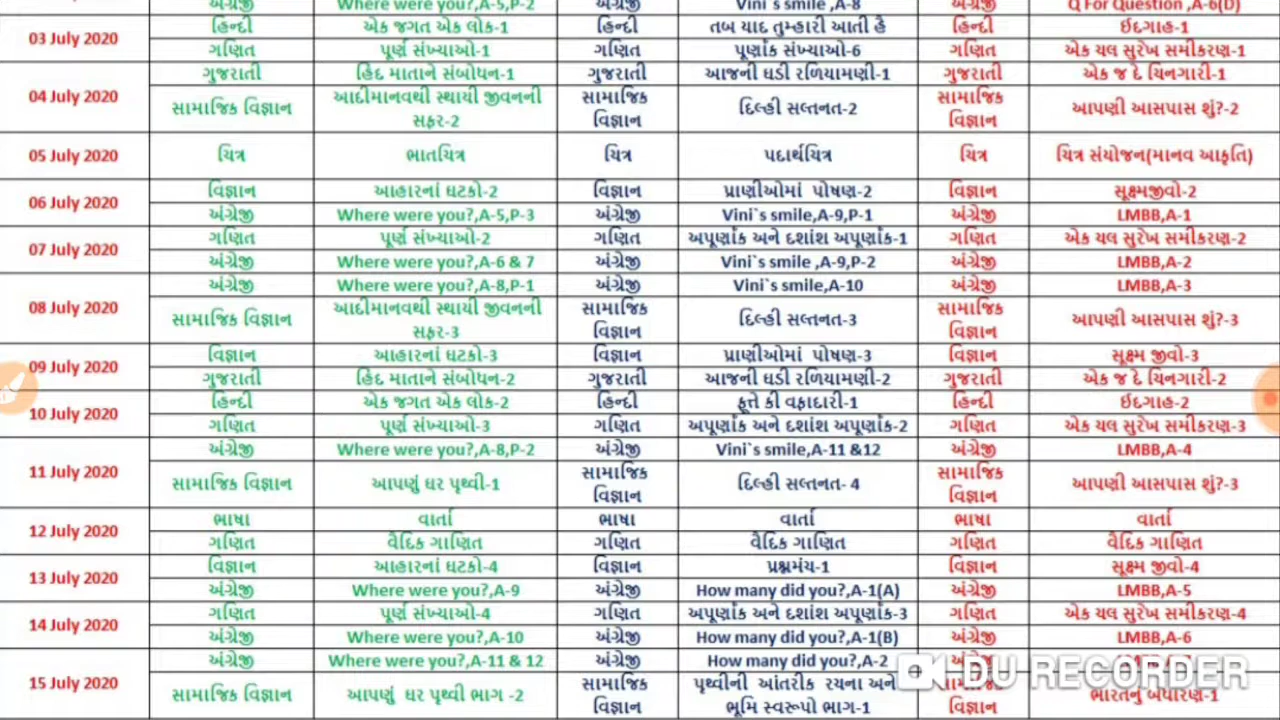 અંગ્રેજી Where were you?,A-5,P-2 અંગ્રેજી Vini`s smile ,A-8 અંગ્રેજી Q For Question ,A-6(D)
03 July 2020 હિન્દી એક જગત એક લોક-1 હિન્દી તબ યાદ તુમ્હારી આતી હૈ હિન્દી ઈદગાહ-1
ગણિત પૂર્ણ સંખ્યાઓ-1 ગણિત પૂર્ણાંક સંખ્યાઓ-6 ગણિત એક ચલ સુરેખ સમીકરણ-1
04 July 2020 ગુજરાતી હિંદ માતાને સંબોધન-1 ગુજરાતી આજની ઘડી રળિયામણી-1 ગુજરાતી એક જ દે ચિનગારી-1
સામાજિક વિજ્ઞાન આદીમાનવથી સ્થાયી જીવનની સફર-2 સામાજિક વિજ્ઞાન દિલ્હી સલ્તનત-2 સામાજિક વિજ્ઞાન આપણી આસપાસ શું?-2
05 July 2020 ચિત્ર ભાતચિત્ર ચિત્ર પદાર્થચિત્ર ચિત્ર ચિત્ર સંયોજન(માનવ આકૃતિ)
06 July 2020 વિજ્ઞાન આહારનાં ઘટકો-2 વિજ્ઞાન પ્રાણીઓમાં પોષણ-2 વિજ્ઞાન સૂક્ષ્મજીવો-2
અંગ્રેજી Where were you?,A-5,P-3 અંગ્રેજી Vini`s smile,A-9,P-1 અંગ્રેજી LMBB,A-1
07 July 2020 ગણિત પૂર્ણ સંખ્યાઓ-2 ગણિત અપૂર્ણાંક અને દશાંશ અપૂર્ણાંક-1 ગણિત એક ચલ સુરેખ સમીકરણ-2
અંગ્રેજી Where were you?,A-6 & 7 અંગ્રેજી Vini`s smile ,A-9,P-2 અંગ્રેજી LMBB,A-2
08 July 2020 અંગ્રેજી Where were you?,A-8,P-1 અંગ્રેજી Vini`s smile,A-10 અંગ્રેજી LMBB,A-3
સામાજિક વિજ્ઞાન આદીમાનવથી સ્થાયી જીવનની સફર-3 સામાજિક વિજ્ઞાન દિલ્હી સલ્તનત-3 સામાજિક વિજ્ઞાન આપણી આસપાસ શું?-3
09 July 2020 વિજ્ઞાન આહારનાં ઘટકો-3 વિજ્ઞાન પ્રાણીઓમાં પોષણ-3 વિજ્ઞાન સૂક્ષ્મ જીવો-3
ગુજરાતી હિંદ માતાને સંબોધન-2 ગુજરાતી આજની ઘડી રળિયામણી-2 ગુજરાતી એક જ દે ચિનગારી-2
10 July 2020 હિન્દી એક જગત એક લોક-2 હિન્દી કૂત્તે કી વફાદારી-1 હિન્દી ઈદગાહ-2
ગણિત પૂર્ણ સંખ્યાઓ-3 ગણિત અપૂર્ણાંક અને દશાંશ અપૂર્ણાંક-2 ગણિત એક ચલ સુરેખ સમીકરણ-3
11 July 2020 અંગ્રેજી Where were you?,A-8,P-2 અંગ્રેજી Vini`s smile,A-11 &12 અંગ્રેજી LMBB,A-4
સામાજિક વિજ્ઞાન આપણું ઘર પૃથ્વી-1 સામાજિક વિજ્ઞાન દિલ્હી સલ્તનત- 4 સામાજિક વિજ્ઞાન આપણી આસપાસ શું?-3
12 July 2020 ભાષા વાર્તા ભાષા વાર્તા ભાષા વાર્તા
ગણિત વૈદિક ગાણિત ગણિત વૈદિક ગાણિત ગણિત વૈદિક ગાણિત
13 July 2020 વિજ્ઞાન આહારનાં ઘટકો-4 વિજ્ઞાન પ્રશ્નમંચ-1 વિજ્ઞાન સૂક્ષ્મ જીવો-4
અંગ્રેજી Where were you?,A-9 અંગ્રેજી How many did you?,A-1(A) અંગ્રેજી LMBB,A-5
14 July 2020 ગણિત પૂર્ણ સંખ્યાઓ-4 ગણિત અપૂર્ણાંક અને દશાંશ અપૂર્ણાંક-3 ગણિત એક ચલ સુરેખ સમીકરણ-4
અંગ્રેજી Where were you?,A-10 અંગ્રેજી How many did you?,A-1(B) અંગ્રેજી LMBB,A-6
15 July 2020 અંગ્રેજી Where were you?,A-11 & 12 અંગ્રેજી How many did you?,A-2 અંગ્રેજી
સામાજિક વિજ્ઞાન આપણું ઘર પૃથ્વી ભાગ -2 સામાજિક વિજ્ઞાન પૃથ્વીની આંતરીક રચના અને ભૂમિ સ્વરૂપો ભાગ-1 સામાજિક વિજ્ઞાન ભારતનું બંધારણ-1
DU RECORDER